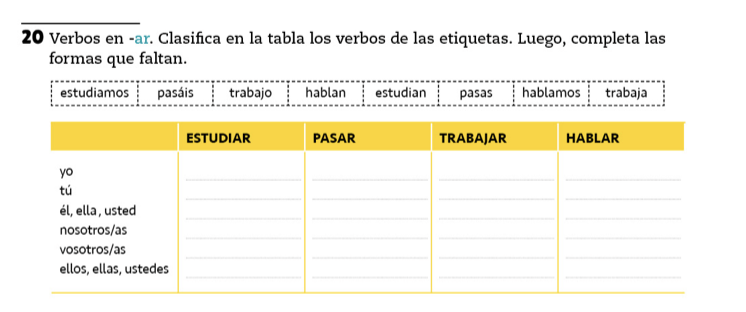 20 Verbos en -ar. Clasifica en la tabla los verbos de las etiquetas. Luego, completa las
formas que faltan.
estudiamos pasáis trabajo hablan estudian pasas hablamos trabaja
ESTUDIAR PASAR TRABAJAR HABLAR
yo
tú
él, ella, usted
nosotros/as
vosotros/as
ellos, ellas, ustedes